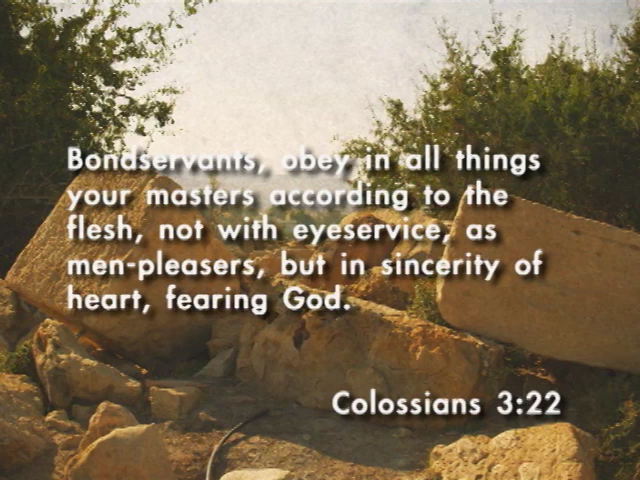 Bondservants, obey in all things
your masters according to the
flesh, not with eyeservice, as
men-pleasers, but in sincerity of
heart, fearing God.
Colossians 3:22